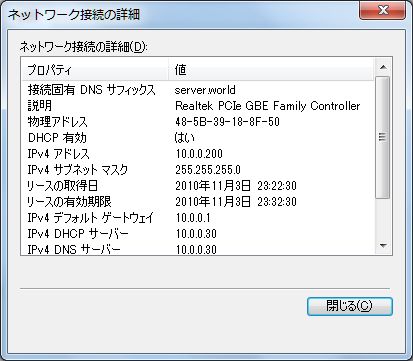 ネットワーク接続の詳細
ネットワーク接続の詳細(D):
プロパティ 値
接続固有 DNS サフィックス server.world
説明 Realtek PCIe GBE Family Controller
物理アドレス 48-5B-39-18-8F-50
DHCP 有効 はい
IPv4 アドレス 10.0.0.200
IPv4 サブネット マスク 255.255.255.0
リースの取得日 2010年11月3日 23:22:30
リースの有効期限 2010年11月3日 23:32:30
IPv4 デフォルト ゲートウェイ 10.0.0.1
IPv4 DHCP サーバー 10.0.0.30
IPv4 DNS サーバー 10.0.0.30
閉じる(C)